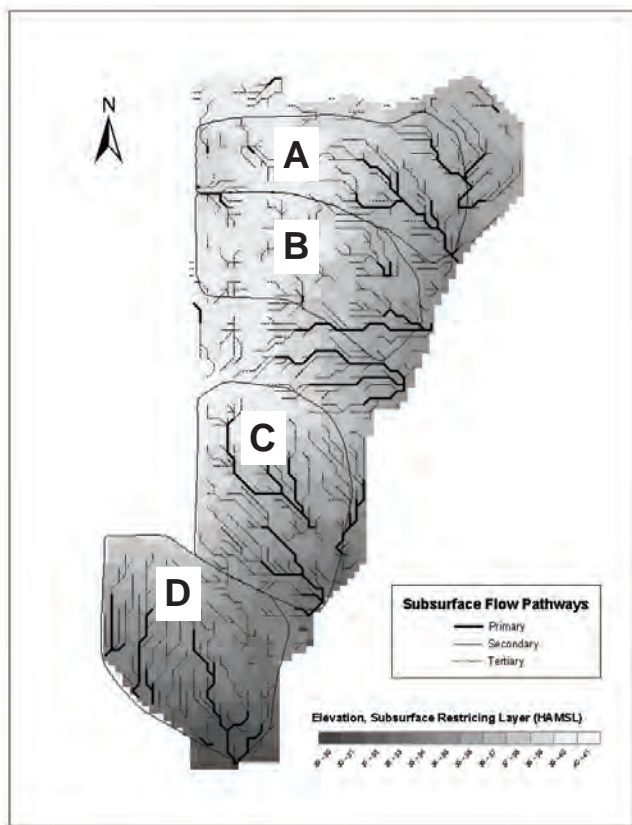 N
A
B
C
D
Subsurface Flow Pathways
Primary
Secondary
Tertiary
Elevation, Subsurface Restricing Layer (HAMSL)